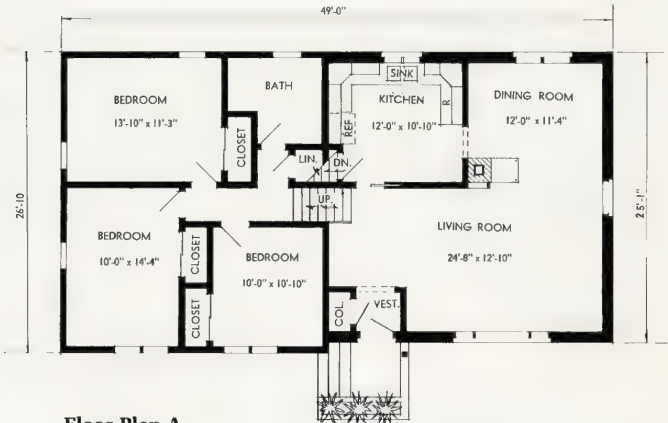 49'-0"
BEDROOM
13'-10" x 11'-3"
BATH
SINK
KITCHEN
12'-0" x 10'-10"
R
REF
DINING ROOM
12'-0" x 11'-4"
CLOSET
LIN.
DN.
UP.
26'-10
25'-1"
BEDROOM
10'-0" x 14'-4"
CLOSET
BEDROOM
10'-0" x 10'-10"
LIVING ROOM
24'-8" x 12'-10"
CLOSET
COL.
VEST.
Floor Plan A